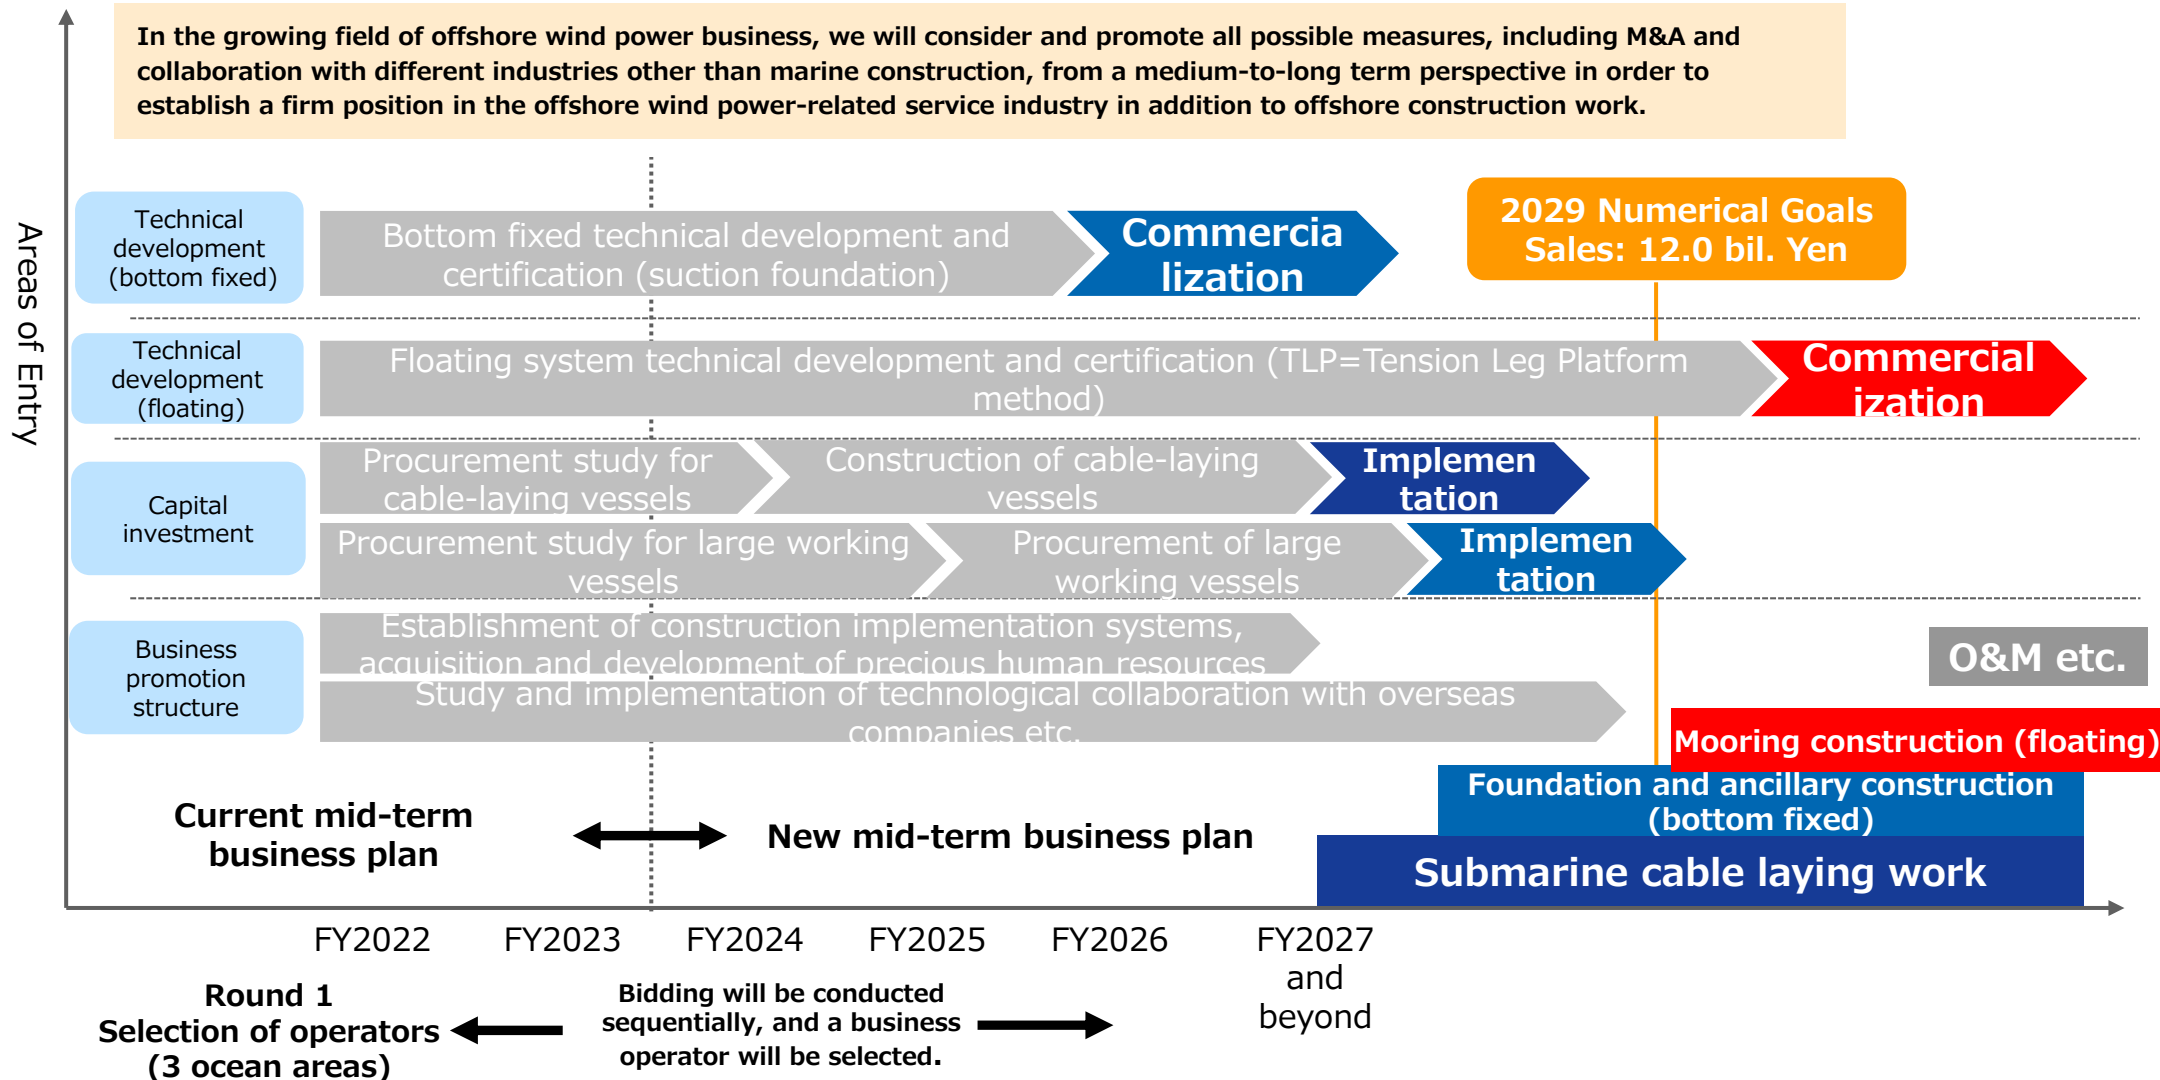 In the growing field of offshore wind power business, we will consider and promote all possible measures, including M&A and
collaboration with different industries other than marine construction, from a medium-to-long term perspective in order to
establish a firm position in the offshore wind power-related service industry in addition to offshore construction work.
Areas of Entry
Technical
development
(bottom fixed)
Bottom fixed technical development and
certification (suction foundation)
Commercia
lization
2029 Numerical Goals
Sales: 12.0 bil. Yen
Technical
development
(floating)
Floating system technical development and certification (TLP=Tension Leg Platform
method)
Commercial
ization
Capital
investment
Procurement study for
cable-laying vessels
Construction of cable-laying
vessels
Implemen
tation
Procurement study for large working
vessels
Procurement of large
working vessels
Implemen
tation
Business
promotion
structure
Establishment of construction implementation systems,
acquisition and development of precious human resources
Study and implementation of technological collaboration with overseas
companies etc.
O&M etc.
Mooring construction (floating)
Foundation and ancillary construction
(bottom fixed)
Submarine cable laying work
Current mid-term
business plan
New mid-term business plan
FY2022
FY2023
FY2024
FY2025
FY2026
FY2027
and
beyond
Round 1
Selection of operators
(3 ocean areas)
Bidding will be conducted
sequentially, and a business
operator will be selected.